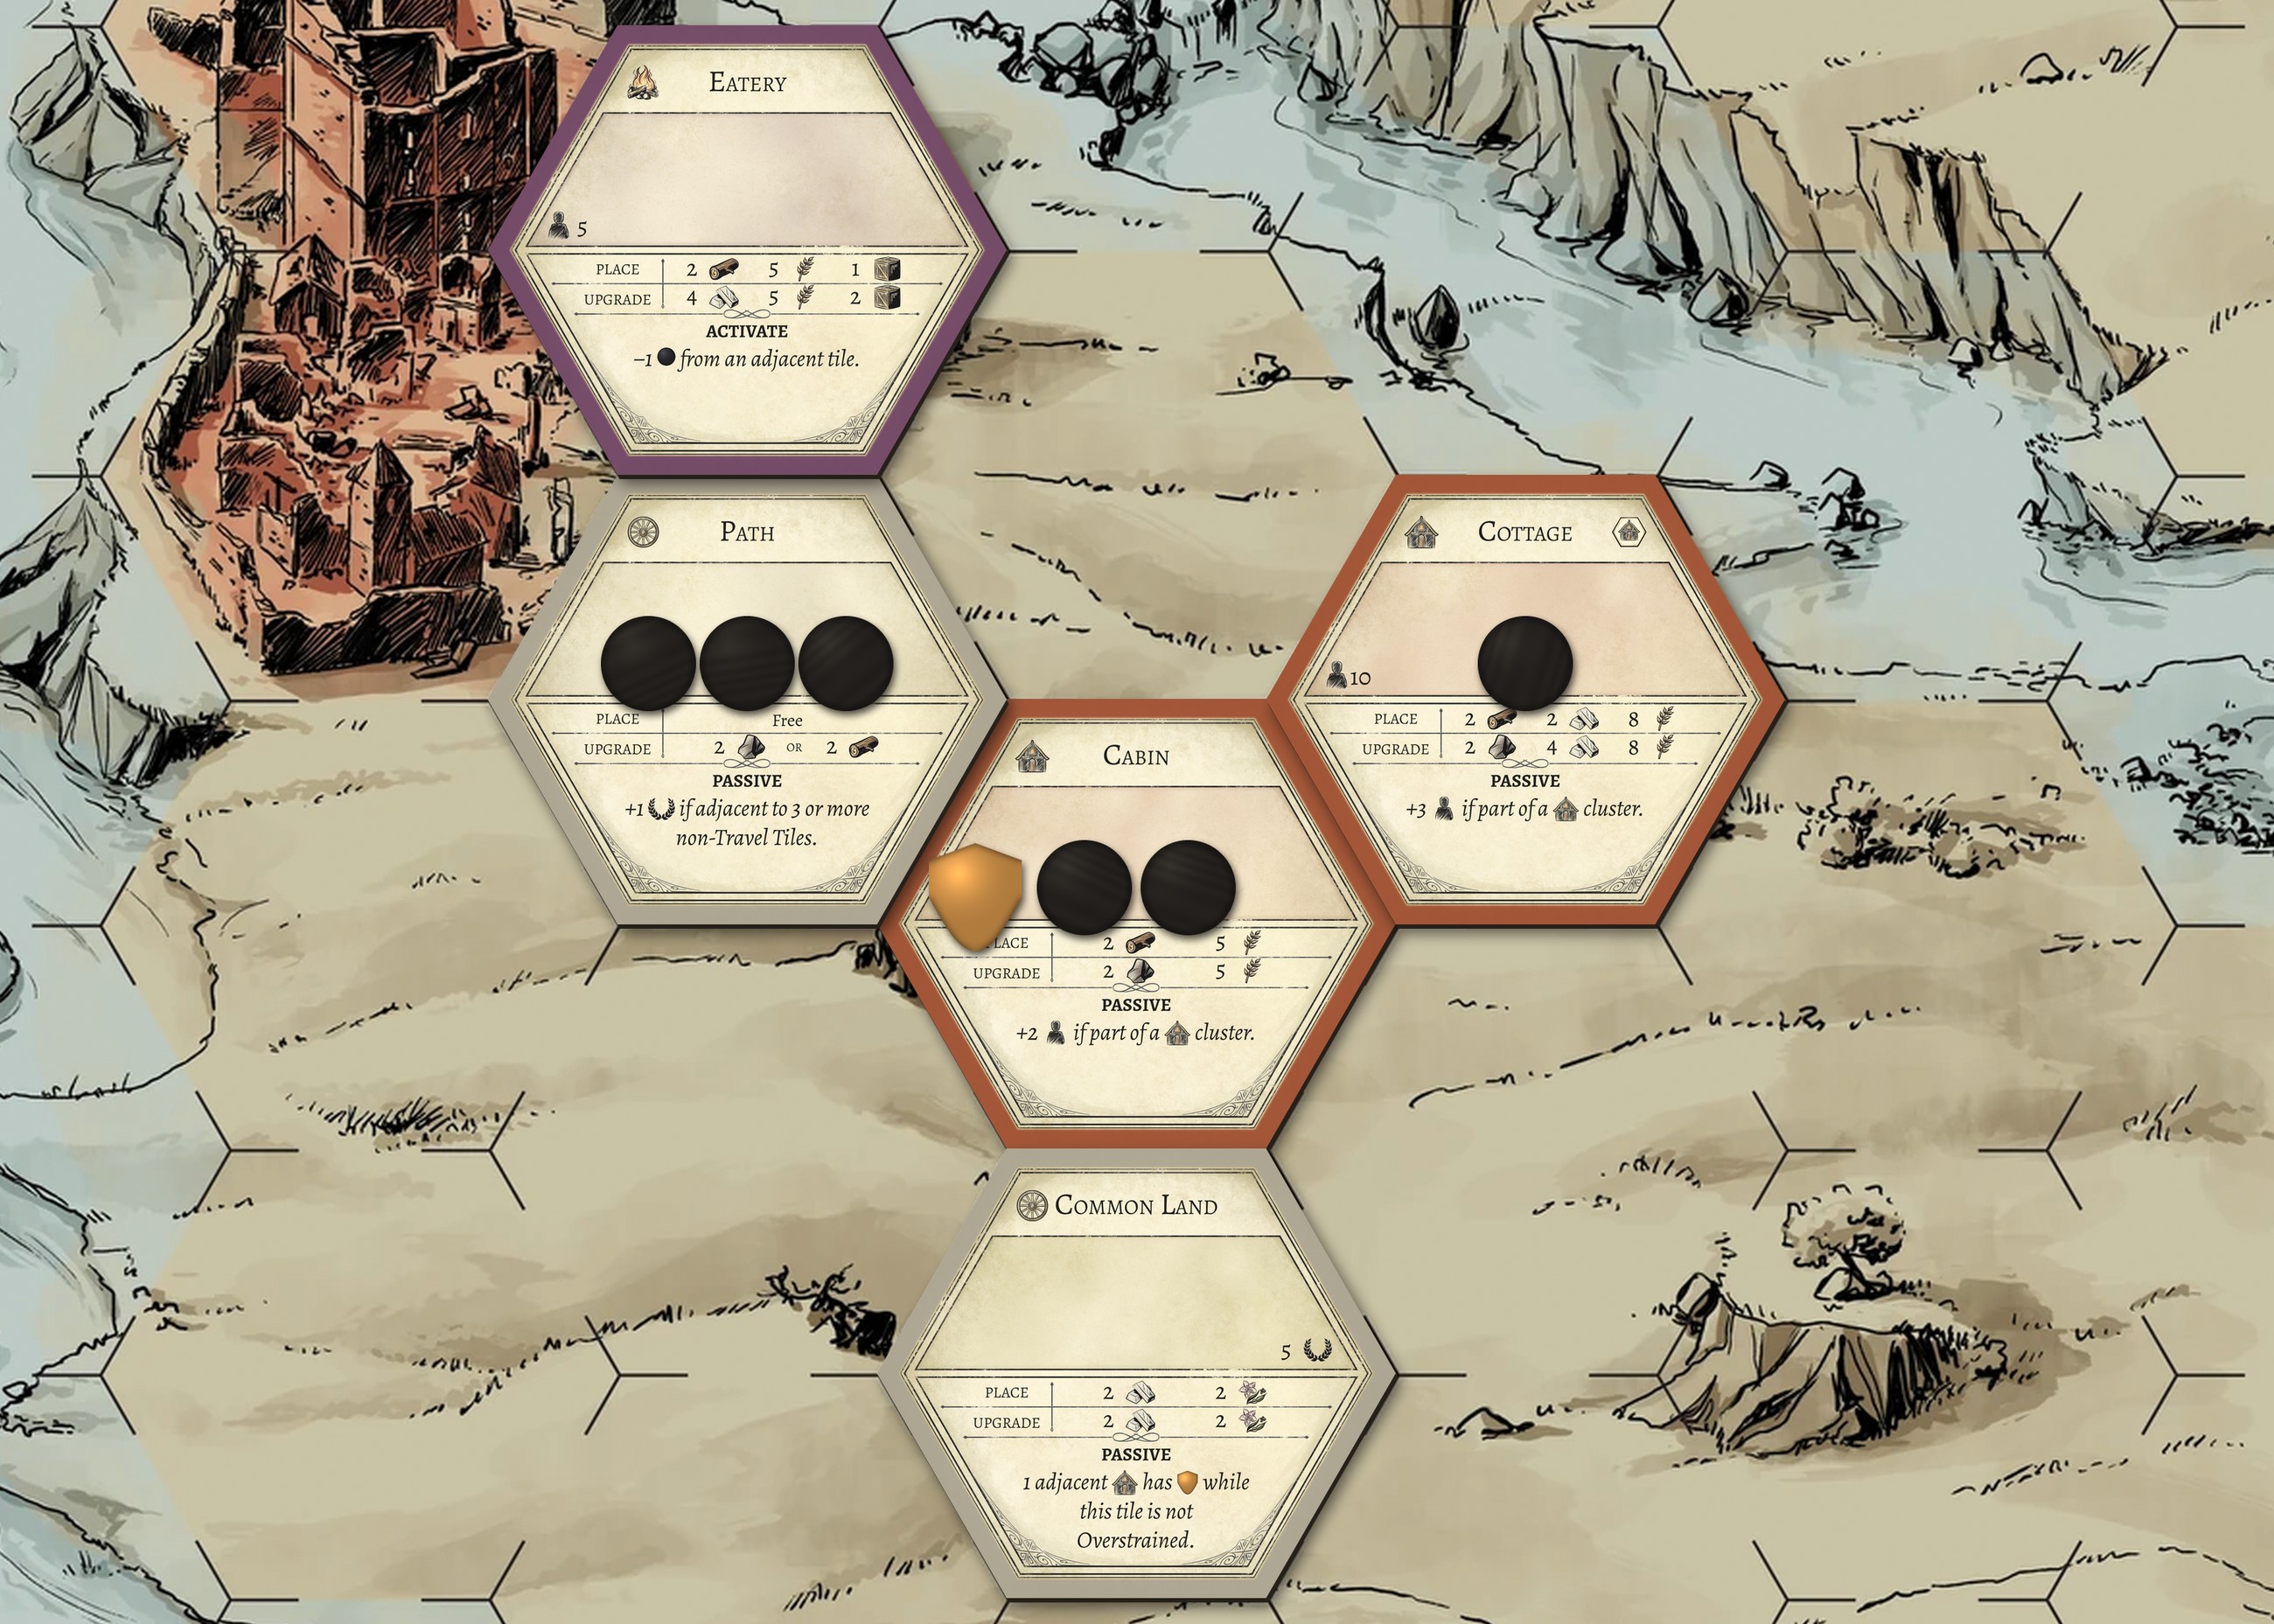 EATERY
5
PLACE 2 5 1
UPGRADE 4 5 2
ACTIVATE
–1 from an adjacent tile.
PATH
PLACE Free
UPGRADE 2 OR 2
PASSIVE
+1 if adjacent to 3 or more
non-Travel Tiles.
COTTAGE
10
PLACE 2 2 8
UPGRADE 2 4 8
PASSIVE
+3 if part of a cluster.
CABIN
2 5
UPGRADE 2 5
PASSIVE
+2 if part of a cluster.
COMMON LAND
5
PLACE 2 2
UPGRADE 2 2
PASSIVE
1 adjacent has while
this tile is not
Overstrained.